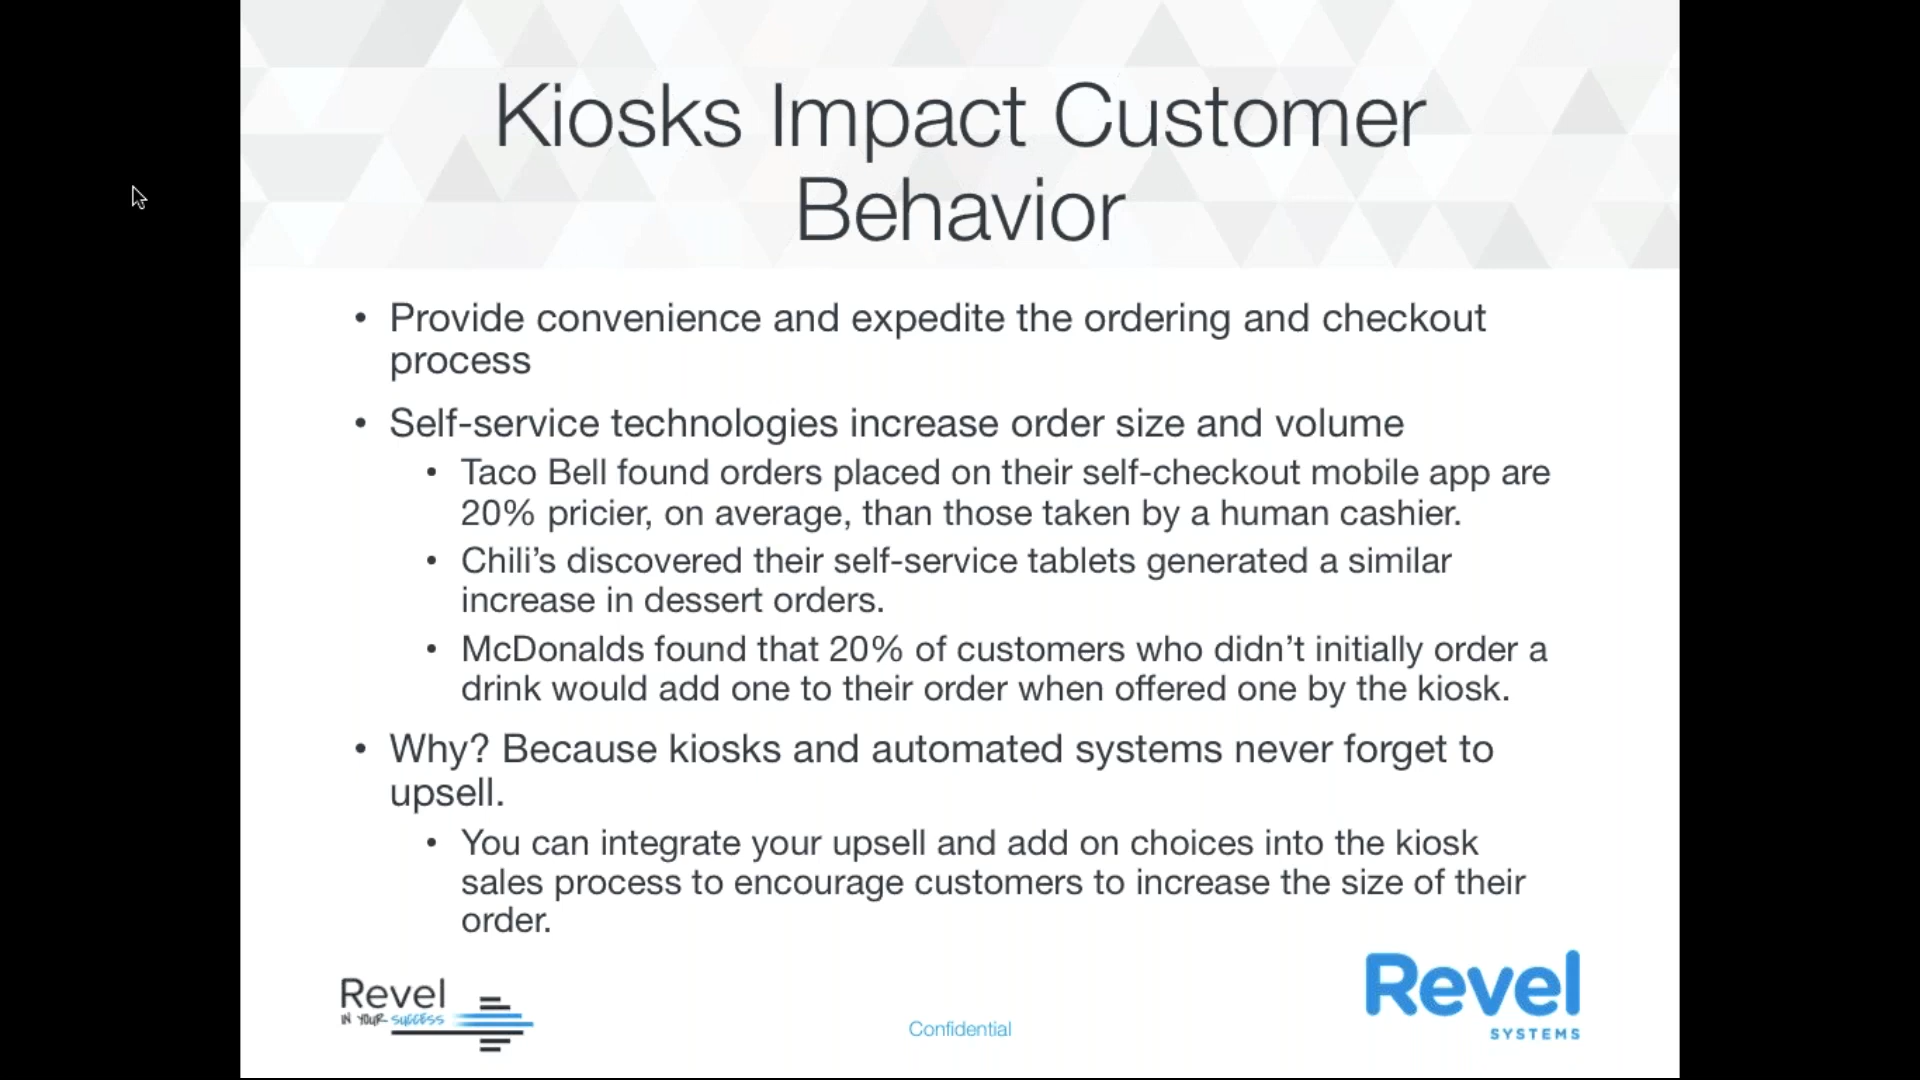 Kiosks Impact Customer
Behavior
• Provide convenience and expedite the ordering and checkout
process
• Self-service technologies increase order size and volume
• Taco Bell found orders placed on their self-checkout mobile app are
20% pricier, on average, than those taken by a human cashier.
• Chili’s discovered their self-service tablets generated a similar
increase in dessert orders.
• McDonalds found that 20% of customers who didn’t initially order a
drink would add one to their order when offered one by the kiosk.
• Why? Because kiosks and automated systems never forget to
upsell.
• You can integrate your upsell and add on choices into the kiosk
sales process to encourage customers to increase the size of their
order.
Revel
IN YOUR SUCCESS
Confidential
Revel
SYSTEMS